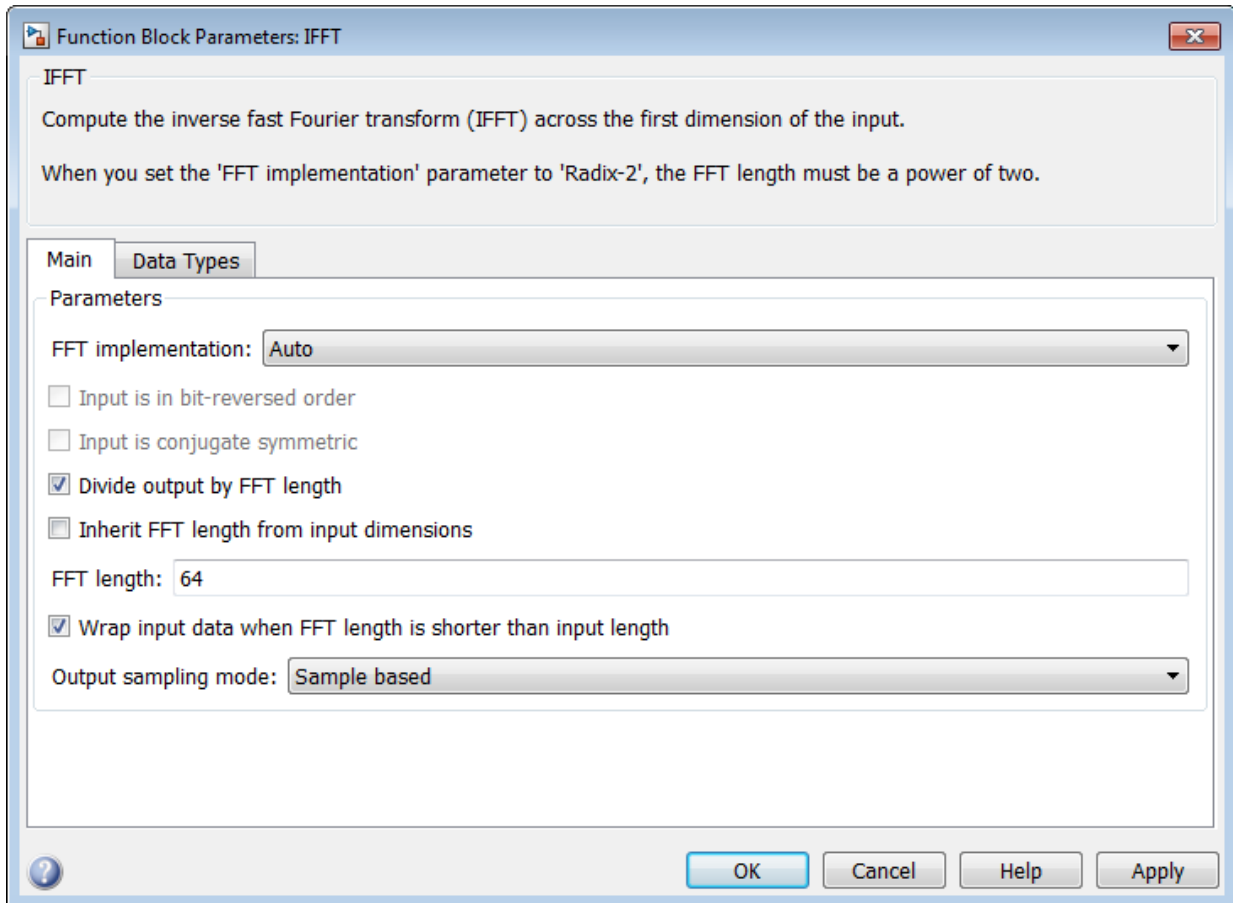 Function Block Parameters: IFFT
IFFT
Compute the inverse fast Fourier transform (IFFT) across the first dimension of the input.
When you set the 'FFT implementation' parameter to 'Radix-2', the FFT length must be a power of two.
Main Data Types
Parameters
FFT implementation: Auto
Input is in bit-reversed order
Input is conjugate symmetric
Divide output by FFT length
Inherit FFT length from input dimensions
FFT length: 64
Wrap input data when FFT length is shorter than input length
Output sampling mode: Sample based
? OK Cancel Help Apply